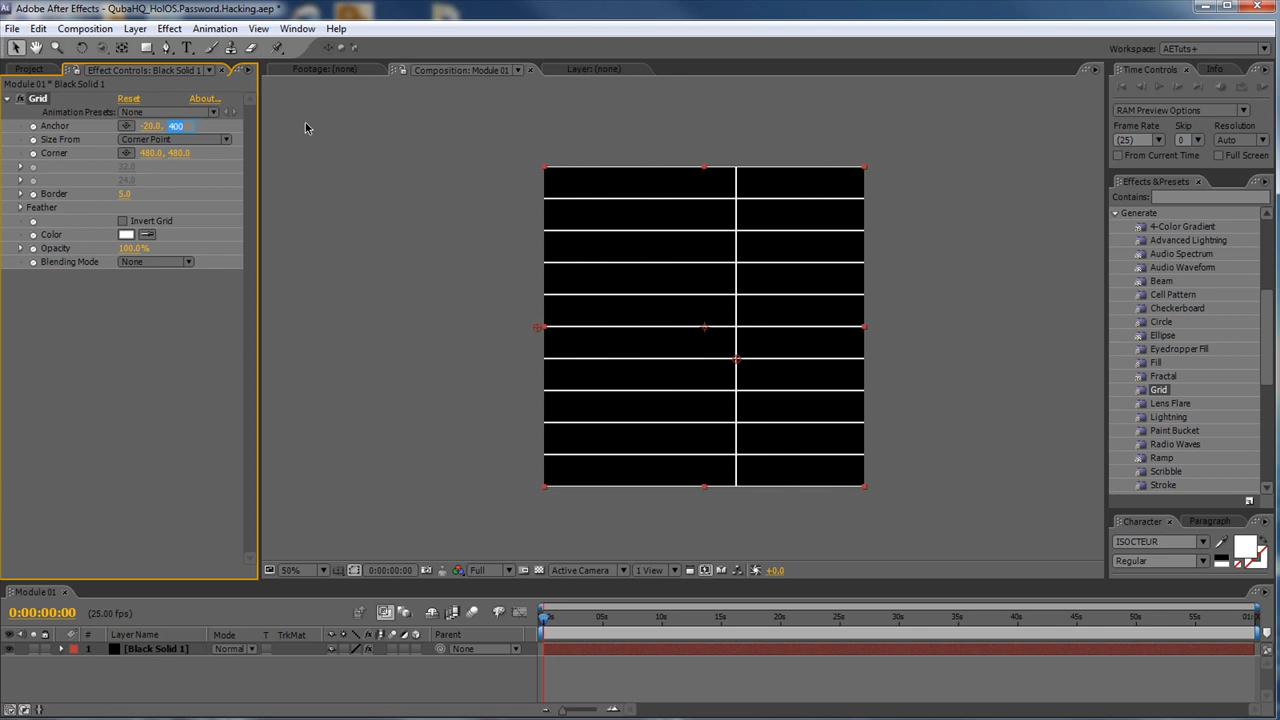 Adobe After Effects - QubaHQ_HolOS.Password.Hacking.aep *
File Edit Composition Layer Effect Animation View Window Help
Workspace: AETuts+
Project
Effect Controls: Black Solid 1
Footage: (none)
Composition: Module 01
Layer: (none)
Time Controls
Info
Module 01 * Black Solid 1
Grid
Reset
About...
Animation Presets: None
Anchor
-20.0, 400
Size From
Corner Point
Corner
480.0, 480.0
32.0
24.0
Border
5.0
Feather
Invert Grid
Color
Opacity
100.0%
Blending Mode
None
RAM Preview Options
Frame Rate Skip Resolution
(25) 0 Auto
From Current Time
Full Screen
Effects&Presets
Contains:
Generate
4-Color Gradient
Advanced Lightning
Audio Spectrum
Audio Waveform
Beam
Cell Pattern
Checkerboard
Circle
Ellipse
Eyedropper Fill
Fill
Fractal
Grid
Lens Flare
Lightning
Paint Bucket
Radio Waves
Ramp
Scribble
Stroke
Character
Paragraph
ISOCTEUR
Regular
50%
0:00:00:00
Full
Active Camera
1 View
+0.0
Module 01
0:00:00:00
(25.00 fps)
05s 10s 15s 20s 25s 30s 35s 40s 45s 50s 55s
# Layer Name Mode T TrkMat Parent
1 [Black Solid 1] Normal None